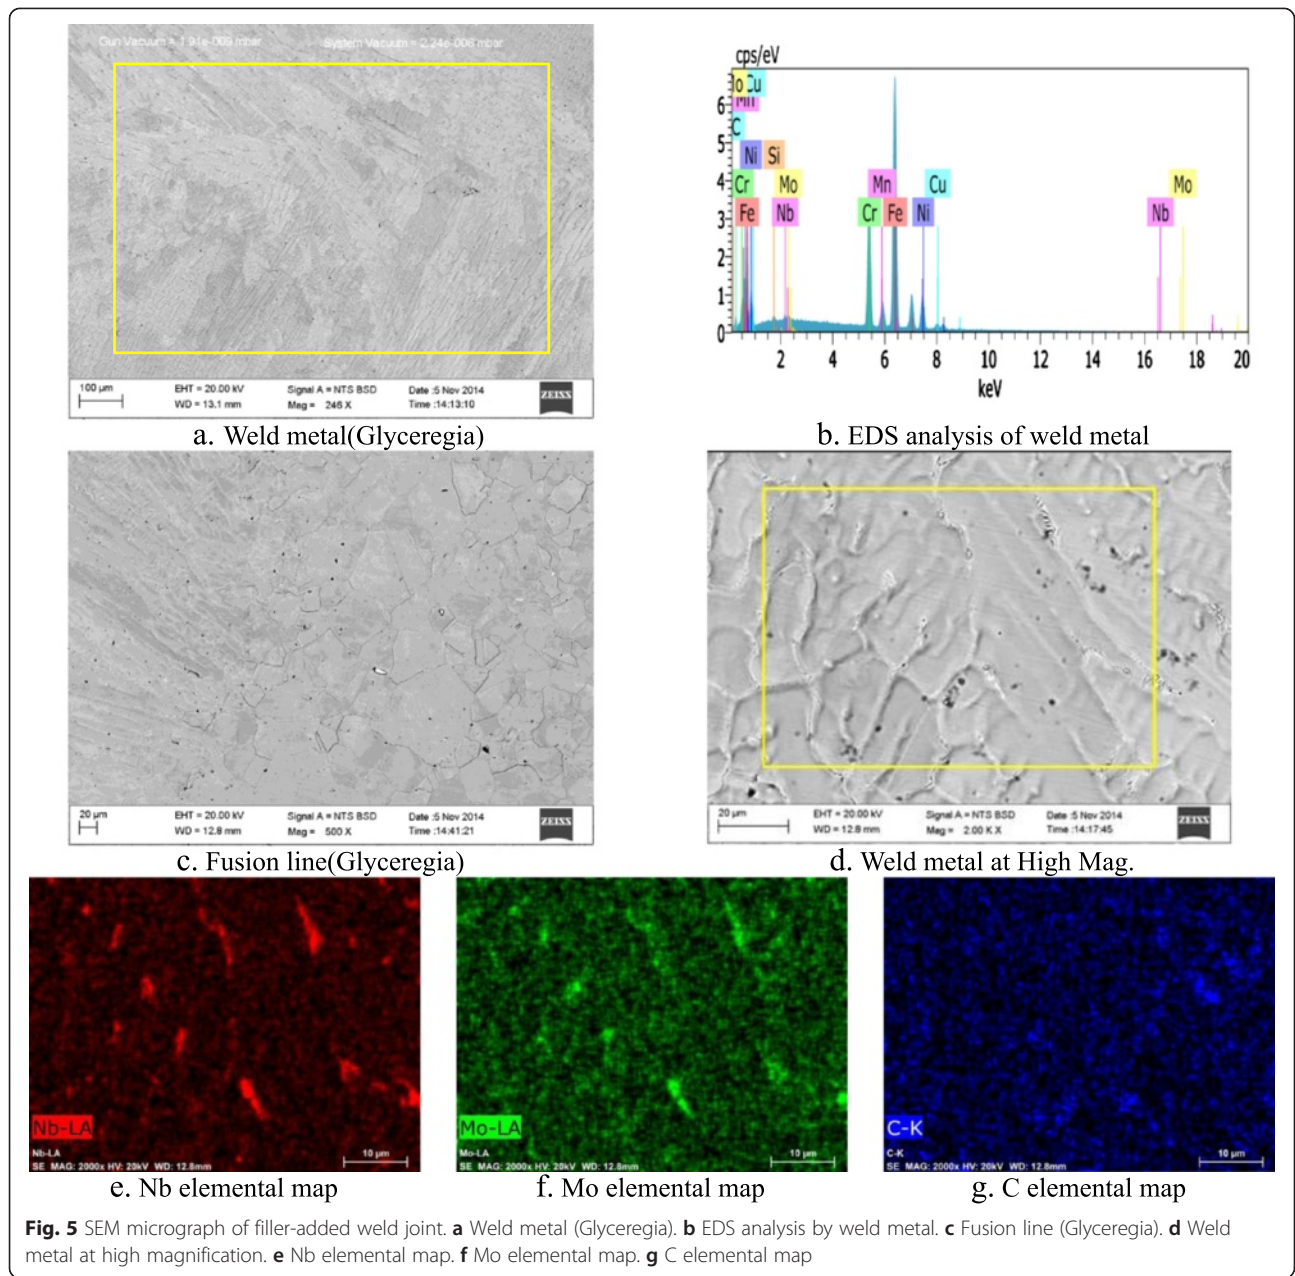 Gun Vacuum = 1.91e-009 mbar System Vacuum = 2.24e-008 mbar
100 µm EHT = 20.00 kV Signal A = NTS BSD Date :5 Nov 2014 ZEISS
WD = 13.1 mm Mag = 246 X Time :14:13:10
a. Weld metal(Glyceregia)
cps/eV
Cu
6 Mn
C
5
Ni Si
4 Cr Mo Mn Cu Mo
3 Fe Nb Cr Fe Ni Nb
2
1
0
2 4 6 8 10 12 14 16 18 20
keV
b. EDS analysis of weld metal
20 µm EHT = 20.00 kV Signal A = NTS BSD Date :5 Nov 2014 ZEISS
WD = 12.8 mm Mag = 500 X Time :14:41:21
c. Fusion line(Glyceregia)
20 µm EHT = 20.00 kV Signal A = NTS BSD Date :5 Nov 2014 ZEISS
WD = 12.8 mm Mag = 2.00 K X Time :14:17:45
d. Weld metal at High Mag.
Nb-LA
Nb-LA 10 µm
SE MAG: 2000x HV: 20kV WD: 12.8mm
e. Nb elemental map
Mo-LA
Mo-LA 10 µm
SE MAG: 2000x HV: 20kV WD: 12.8mm
f. Mo elemental map
C-K
C-K 10 µm
SE MAG: 2000x HV: 20kV WD: 12.8mm
g. C elemental map
Fig. 5 SEM micrograph of filler-added weld joint. a Weld metal (Glyceregia). b EDS analysis by weld metal. c Fusion line (Glyceregia). d Weld
metal at high magnification. e Nb elemental map. f Mo elemental map. g C elemental map